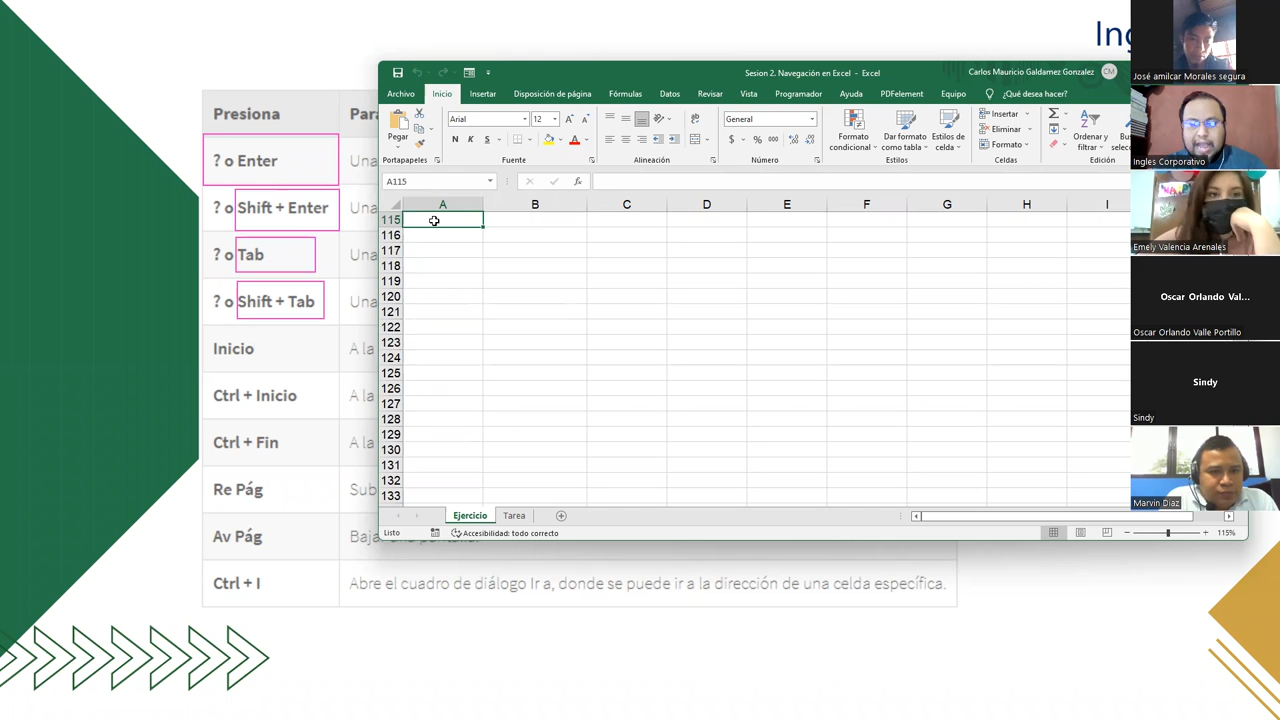 Ing
Presiona
Para
? o Enter
Una
? o Shift + Enter
Una
? o Tab
Una
? o Shift + Tab
Una
Inicio
A la
Ctrl + Inicio
A la
Ctrl + Fin
A la
Re Pág
Sub
Av Pág
Baja
Ctrl + I
Abre el cuadro de diálogo Ir a, donde se puede ir a la dirección de una celda específica.
Sesion 2. Navegación en Excel - Excel
Carlos Mauricio Galdamez Gonzalez
CM
Archivo Inicio Insertar Disposición de página Fórmulas Datos Revisar Vista Programador Ayuda PDFelement Equipo ¿Qué desea hacer?
Pegar
Portapapeles
Arial 12
N K S
Fuente
Alineación
General
$ % 000
Número
Formato condicional
Dar formato como tabla
Estilos de celda
Estilos
Insertar
Eliminar
Formato
Celdas
Ordenar y
Edición
A115
fx
A B C D E F G H I
115
116
117
118
119
120
121
122
123
124
125
126
127
128
129
130
131
132
133
Ejercicio Tarea
Listo
Accesibilidad: todo correcto
115%
José amilcar Morales segura
Ingles Corporativo
Emely Valencia Arenales
Oscar Orlando Val...
Oscar Orlando Valle Portillo
Sindy
Sindy
Marvin Diaz